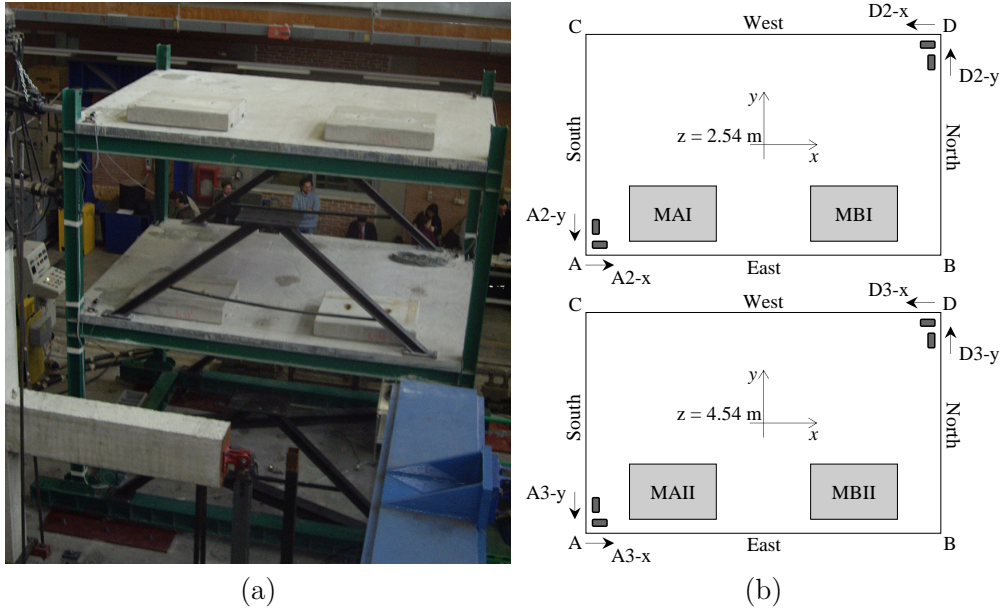 West
D2-x
C
D
D2-y
y
South
z = 2.54 m
x
North
MAI
MBI
A2-y
A
East
B
A2-x
D3-x
C
West
D
D3-y
y
South
z = 4.54 m
x
North
MAII
MBII
A3-y
A
East
B
A3-x
(a)
(b)